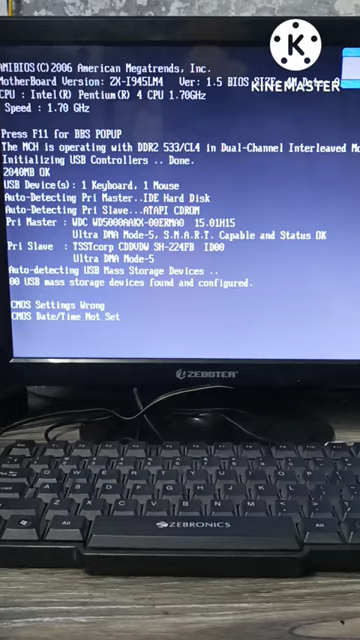 KINEMASTER
AMIBIOS(C)2006 American Megatrends, Inc.
MotherBoard Version: ZX-I945LM4 Ver: 1.5 BIOS SIZE:
CPU : Intel(R) Pentium(R) 4 CPU 1.70GHz
Speed : 1.70 GHz
Press F11 for BBS POPUP
The MCH is operating with DDR2 533/CL4 in Dual-Channel Interleaved
Initializing USB Controllers .. Done.
2040MB OK
USB Device(s): 1 Keyboard, 1 Mouse
Auto-Detecting Pri Master..IDE Hard Disk
Auto-Detecting Pri Slave...ATAPI CDROM
Pri Master : WDC WD5000AAKX-00ERMA0 15.01H15
Ultra DMA Mode-5, S.M.A.R.T. Capable and Status OK
Pri Slave : TSSTcorp CDDVDW SH-224FB ID00
Ultra DMA Mode-5
Auto-detecting USB Mass Storage Devices ..
00 USB mass storage devices found and configured.
CMOS Settings Wrong
CMOS Date/Time Not Set
ZEBSTER
ZEBRONICS
Alt
Alt